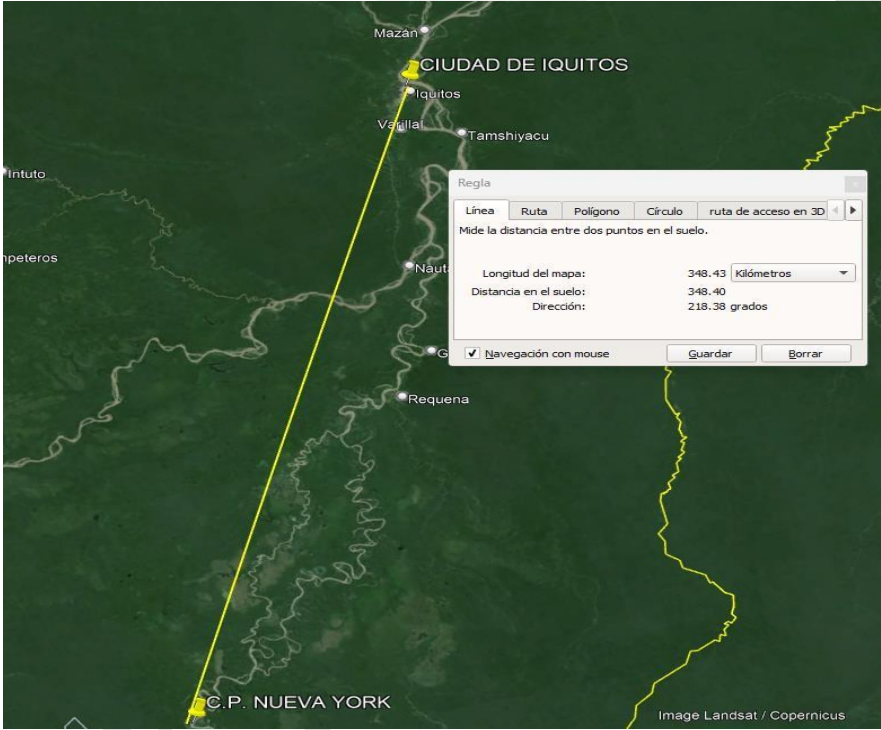 Mazán
CIUDAD DE IQUITOS
Iquitos
Varillal
Tamshiyacu
Intuto
mpeteros
Nauta
G
Requena
C.P. NUEVA YORK
Regla
Línea Ruta Polígono Círculo ruta de acceso en 3D
Mide la distancia entre dos puntos en el suelo.
Longitud del mapa: 348.43 Kilómetros
Distancia en el suelo: 348.40
Dirección: 218.38 grados
Navegación con mouse Guardar Borrar
Image Landsat / Copernicus